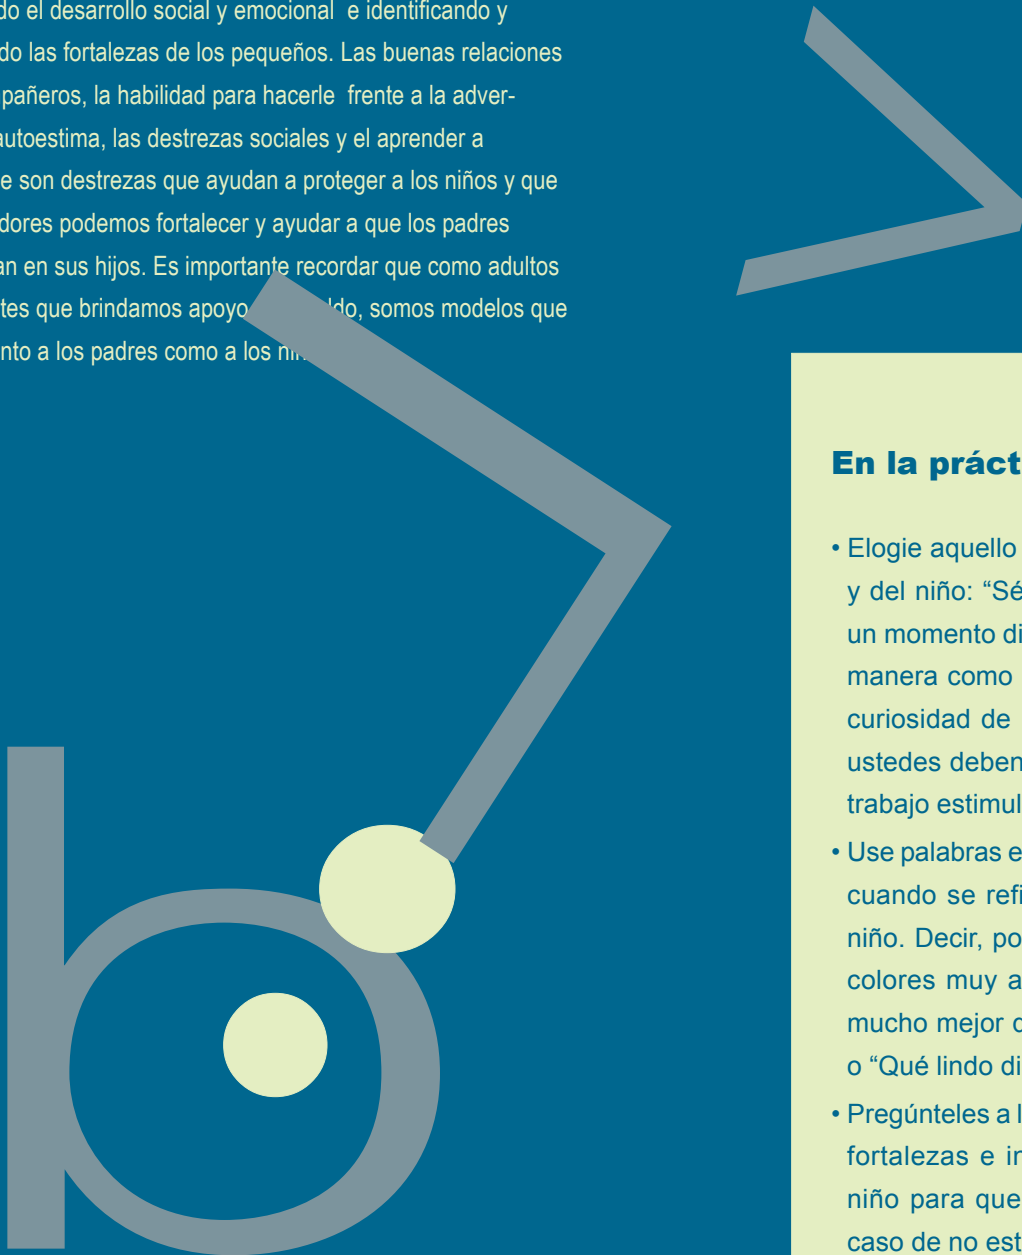 do el desarrollo social y emocional e identificando y
do las fortalezas de los pequeños. Las buenas relaciones
pañeros, la habilidad para hacerle frente a la adver-
autoestima, las destrezas sociales y el aprender a
e son destrezas que ayudan a proteger a los niños y que
dores podemos fortalecer y ayudar a que los padres
an en sus hijos. Es importante recordar que como adultos
tes que brindamos apoyo do, somos modelos que
nto a los padres como a los
En la práct
• Elogie aquello
y del niño: “Sé
un momento di
manera como
curiosidad de
ustedes deben
trabajo estimul
• Use palabras e
cuando se refi
niño. Decir, po
colores muy a
mucho mejor q
o “Qué lindo di
• Pregúnteles a l
fortalezas e in
niño para que
caso de no est
b